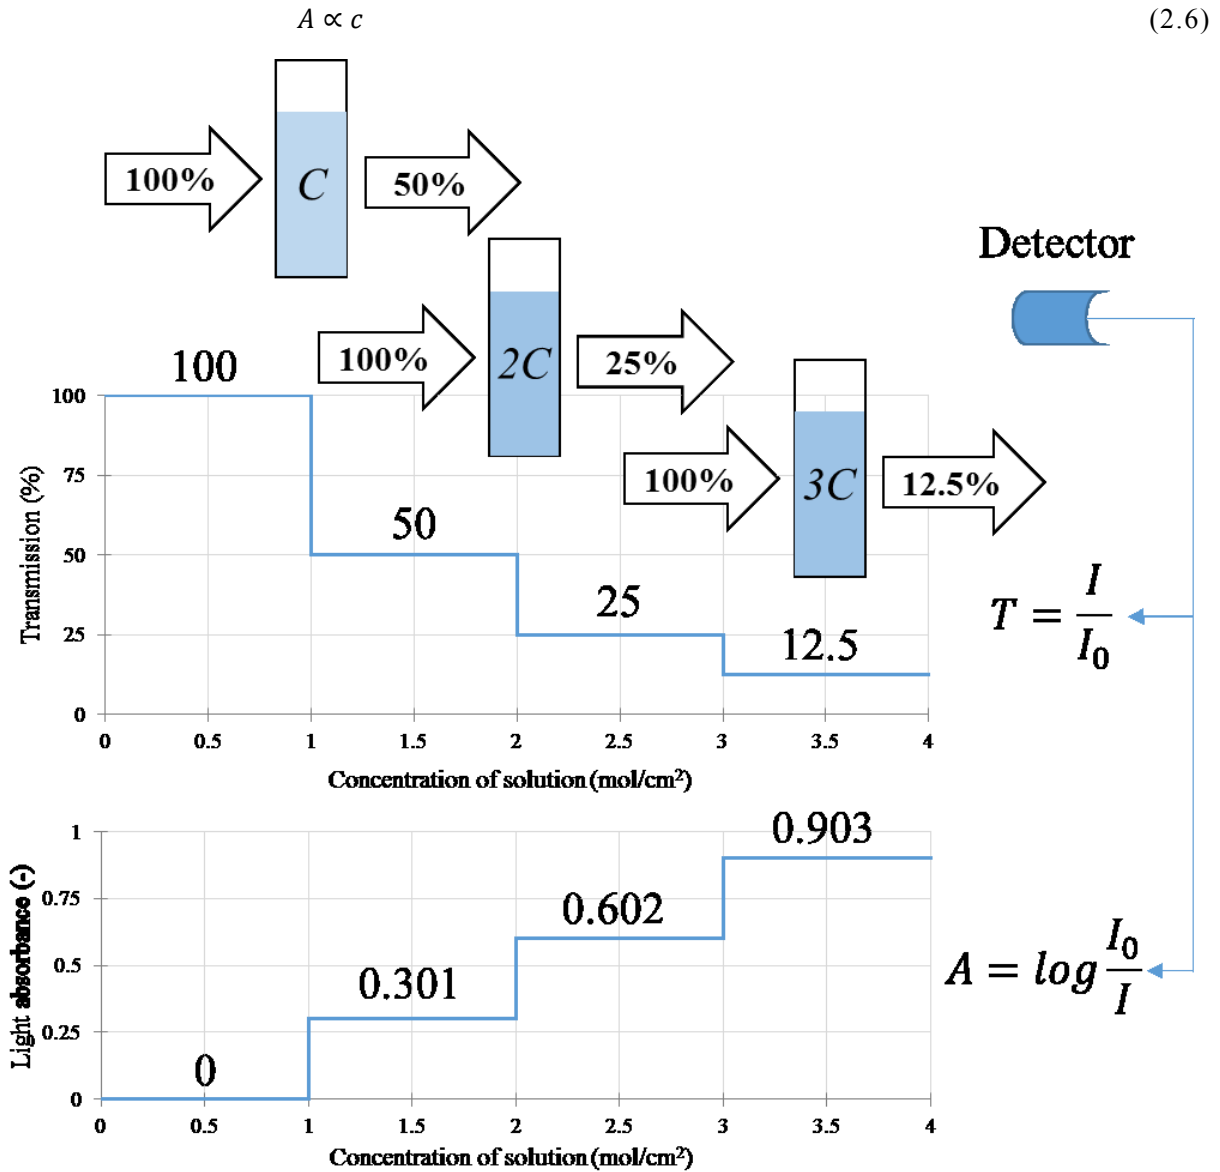 A ∝ c (2.6)
100% C 50%
Detector
100% 2C 25%
100% 3C 12.5%
100
50
25
12.5
Transmission (%)
100
75
50
25
0
0 0.5 1 1.5 2 2.5 3 3.5 4
Concentration of solution (mol/cm²)
T = I/I₀
0
0.301
0.602
0.903
Light absorbance (-)
1
0.75
0.5
0.25
0
0 0.5 1 1.5 2 2.5 3 3.5 4
Concentration of solution (mol/cm²)
A = log I₀/I